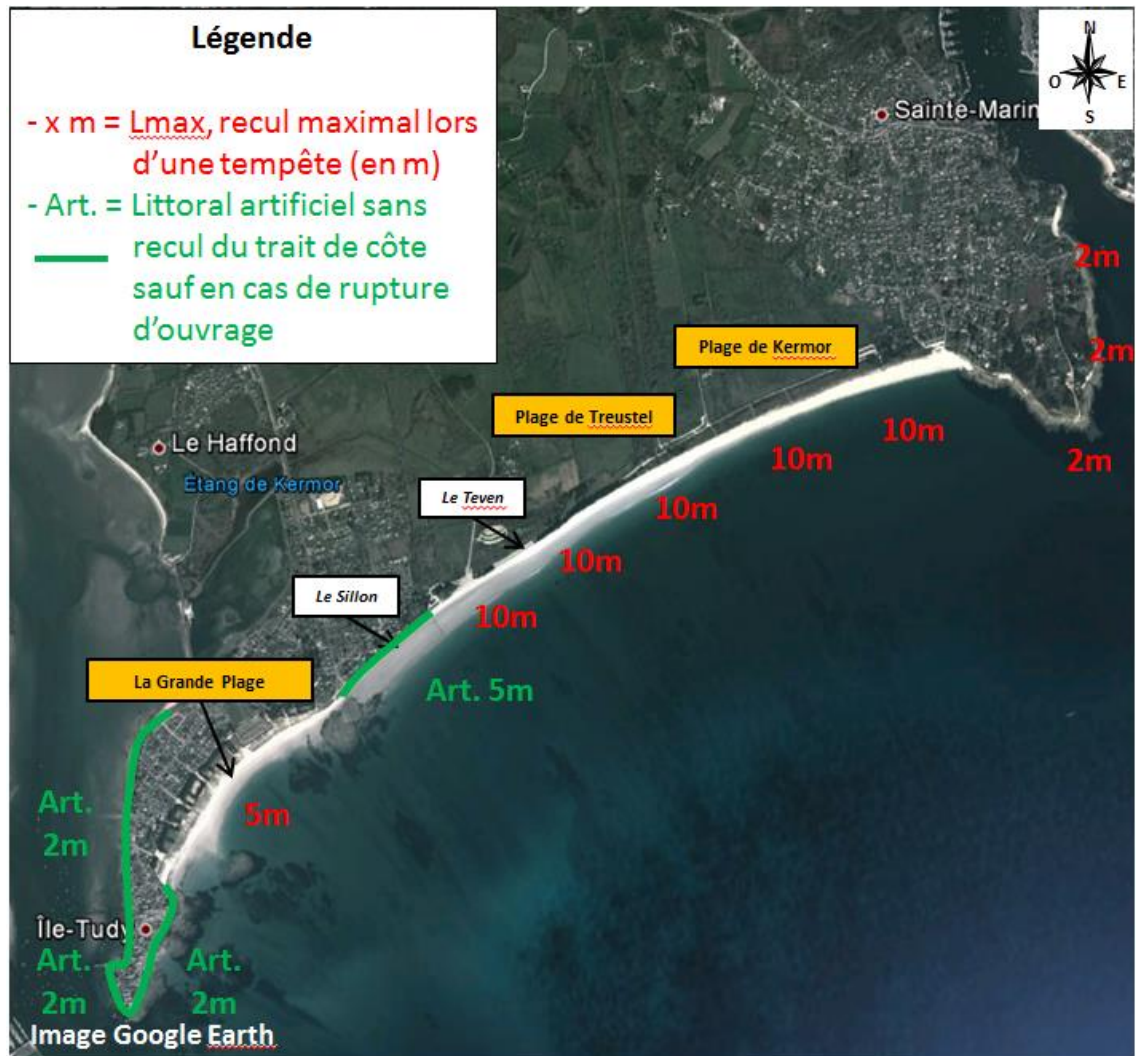 Légende
- x m = Lmax, recul maximal lors
d'une tempête (en m)
- Art. = Littoral artificiel sans
recul du trait de côte
sauf en cas de rupture
d'ouvrage
N
O E
S
Sainte-Marin
2m
Plage de Kermor
2m
Plage de Treustel
10m
Le Haffond
10m
2m
Étang de Kermor
Le Teven
10m
10m
Le Sillon
10m
La Grande Plage
Art. 5m
Art.
2m
5m
Île-Tudy
Art.
2m
Art.
2m
Image Google Earth